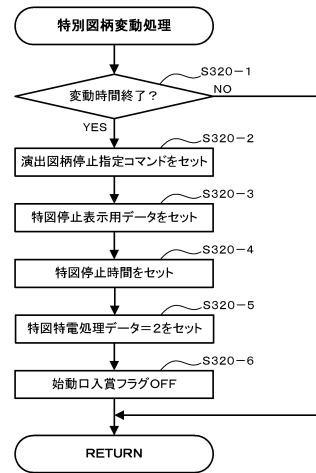 特別図柄変動処理
S320-1
変動時間終了?
NO
YES
S320-2
演出図柄停止指定コマンドをセット
S320-3
特図停止表示用データをセット
S320-4
特図停止時間をセット
S320-5
特図特電処理データ=2をセット
S320-6
始動口入賞フラグOFF
RETURN